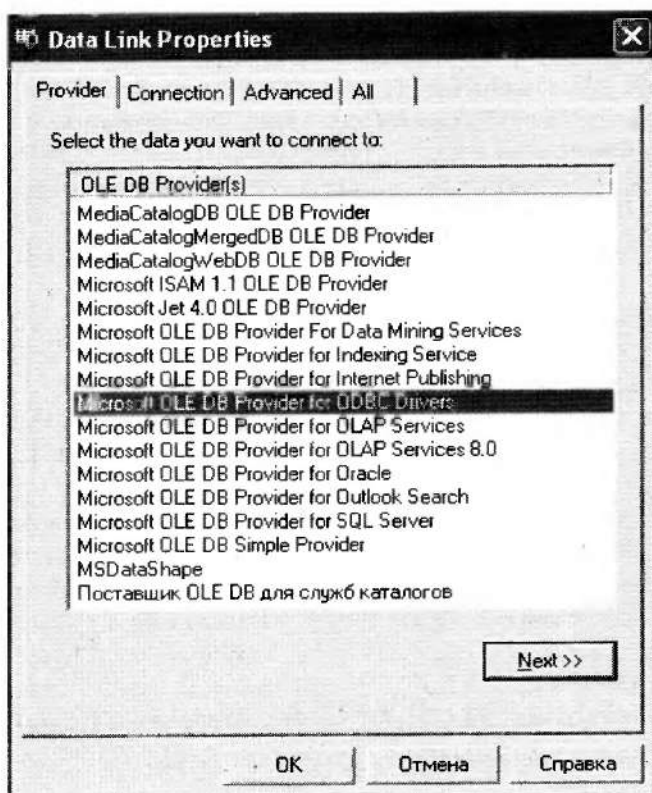 Data Link Properties
Provider Connection Advanced All
Select the data you want to connect to:
OLE DB Provider(s)
MediaCatalogDB OLE DB Provider
MediaCatalogMergedDB OLE DB Provider
MediaCatalogWebDB OLE DB Provider
Microsoft ISAM 1.1 OLE DB Provider
Microsoft Jet 4.0 OLE DB Provider
Microsoft OLE DB Provider For Data Mining Services
Microsoft OLE DB Provider for Indexing Service
Microsoft OLE DB Provider for Internet Publishing
Microsoft OLE DB Provider for ODBC Drivers
Microsoft OLE DB Provider for OLAP Services
Microsoft OLE DB Provider for OLAP Services 8.0
Microsoft OLE DB Provider for Oracle
Microsoft OLE DB Provider for Outlook Search
Microsoft OLE DB Provider for SQL Server
Microsoft OLE DB Simple Provider
MSDataShape
Поставщик OLE DB для служб каталогов
Next >>
OK Отмена Справка